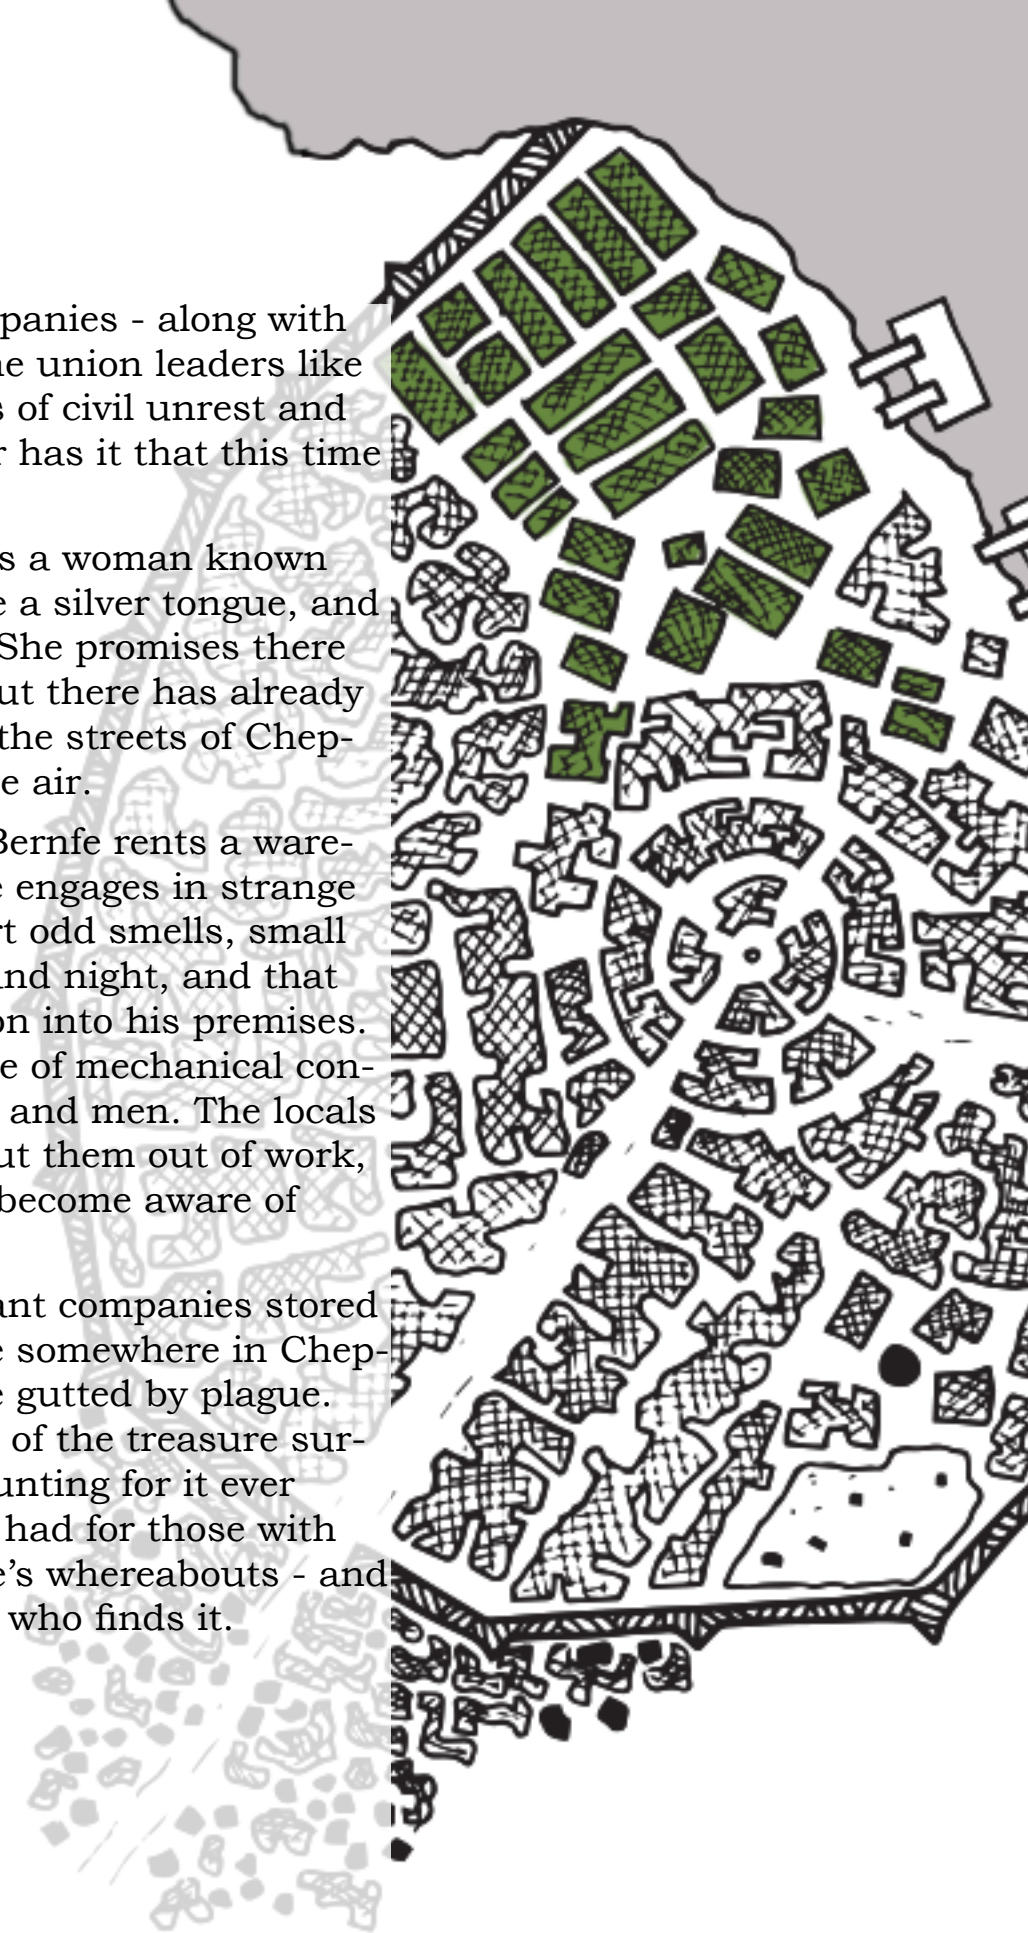 panies - along with
ne union leaders like
s of civil unrest and
r has it that this time
s a woman known
e a silver tongue, and
She promises there
ut there has already
the streets of Chep-
e air.
Bernfe rents a ware-
e engages in strange
rt odd smells, small
and night, and that
on into his premises.
e of mechanical con-
and men. The locals
ut them out of work,
become aware of
ant companies stored
e somewhere in Chep-
e gutted by plague.
of the treasure sur-
unting for it ever
had for those with
e’s whereabouts - and
who finds it.